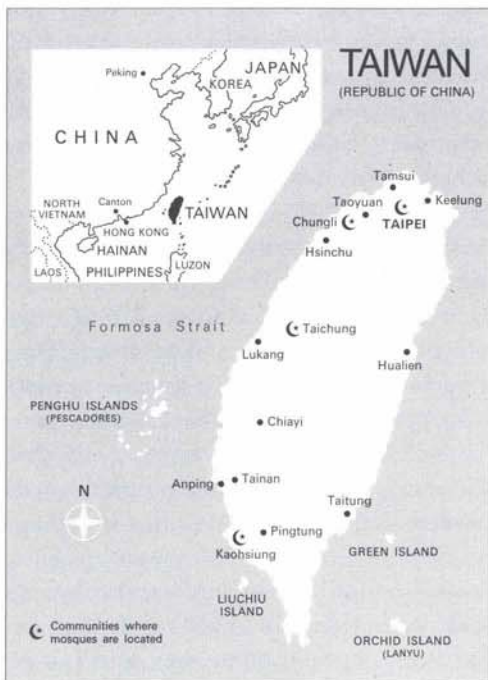 TAIWAN
(REPUBLIC OF CHINA)
Peking
JAPAN
KOREA
CHINA
Canton
NORTH
VIETNAM
TAIWAN
HONG KONG
HAINAN
LAOS
PHILIPPINES
LUZON
Tamsui
Taoyuan
Keelung
Chungli
TAIPEI
Hsinchu
Formosa Strait
Taichung
Lukang
Hualien
PENGHU ISLANDS
(PESCADORES)
Chiayi
N
Anping
Tainan
Taitung
Pingtung
Kaohsiung
GREEN ISLAND
LIUCHIU
ISLAND
Communities where
mosques are located
ORCHID ISLAND
(LANYU)